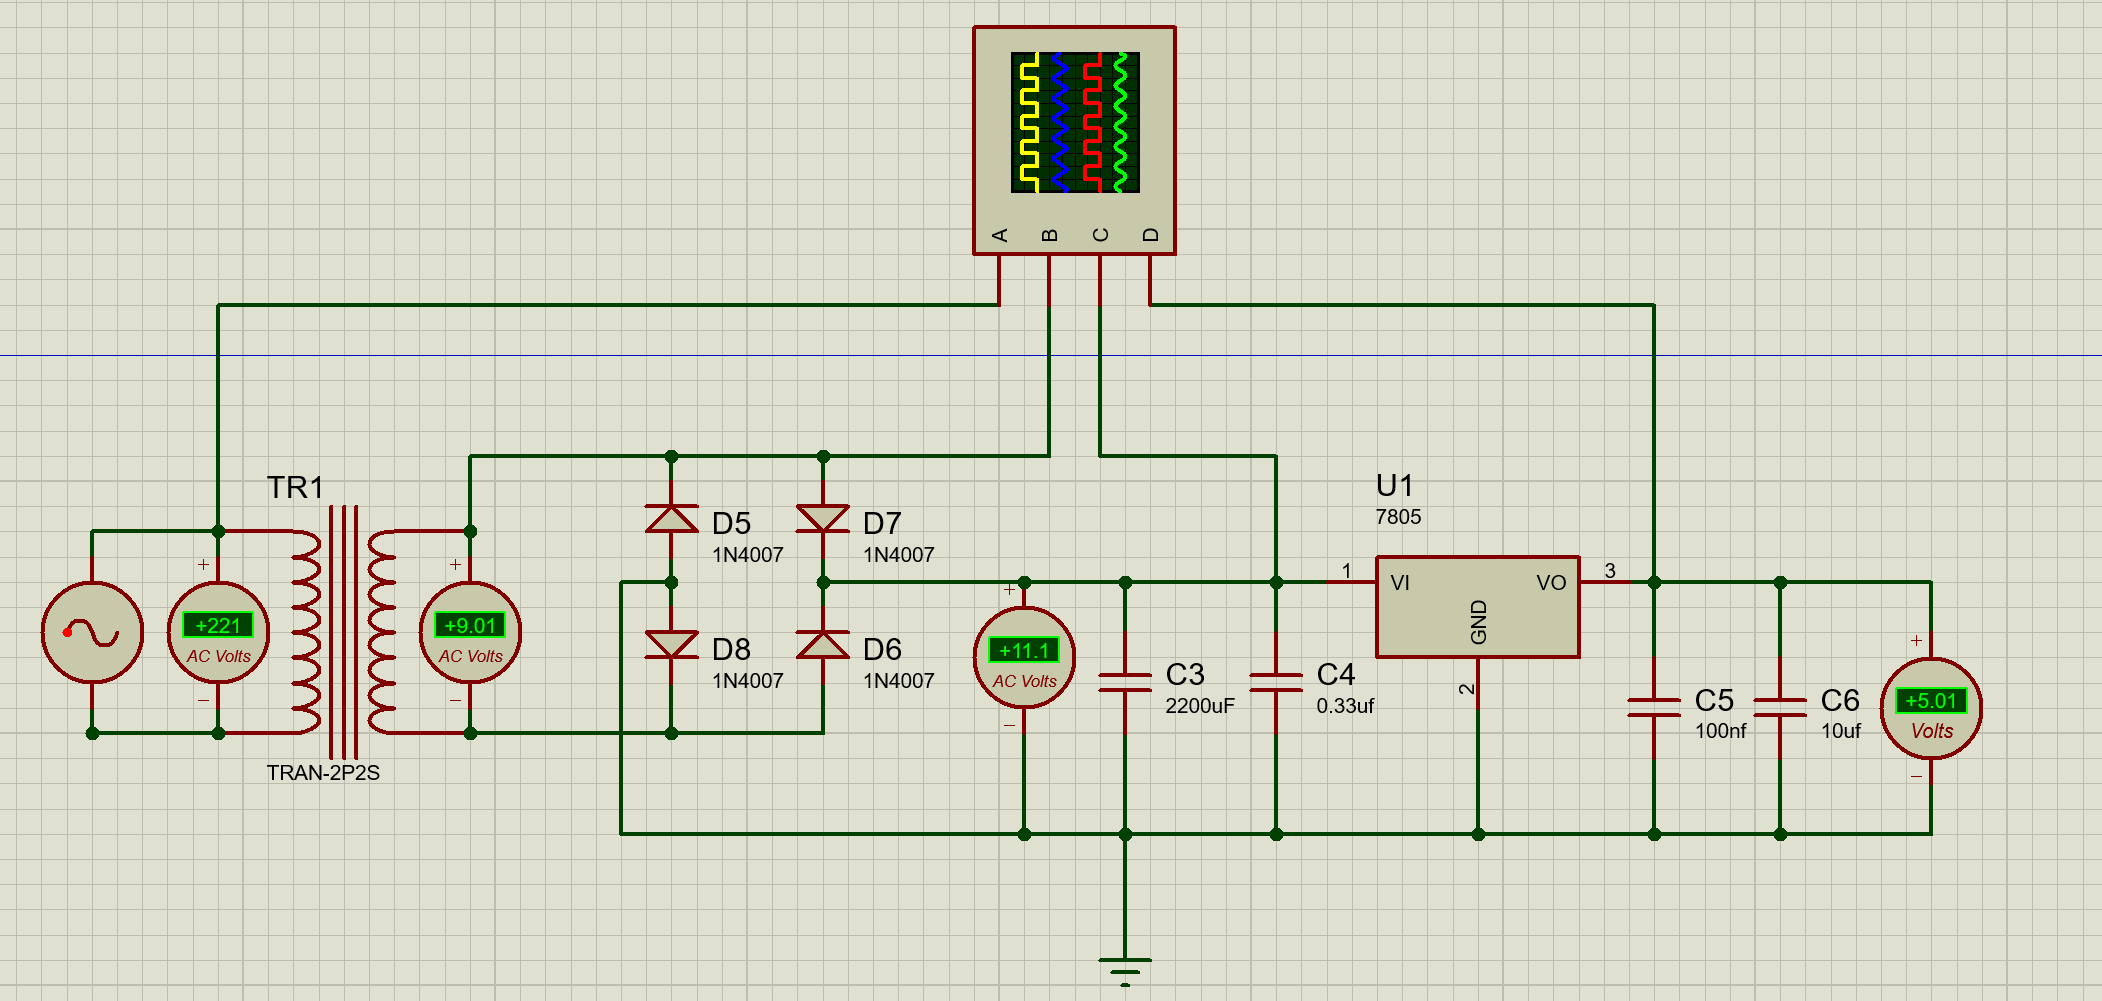 A
B
C
D
TR1
TRAN-2P2S
+
+221
AC Volts
−
+
+9.01
AC Volts
−
D5
1N4007
D7
1N4007
D8
1N4007
D6
1N4007
+
+11.1
AC Volts
−
C3
2200uF
C4
0.33uf
U1
7805
1
VI
VO
3
GND
2
C5
100nf
C6
10uf
+
+5.01
Volts
−